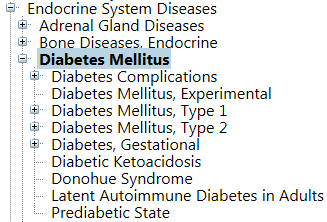 Endocrine System Diseases
Adrenal Gland Diseases
Bone Diseases, Endocrine
Diabetes Mellitus
Diabetes Complications
Diabetes Mellitus, Experimental
Diabetes Mellitus, Type 1
Diabetes Mellitus, Type 2
Diabetes, Gestational
Diabetic Ketoacidosis
Donohue Syndrome
Latent Autoimmune Diabetes in Adults
Prediabetic State